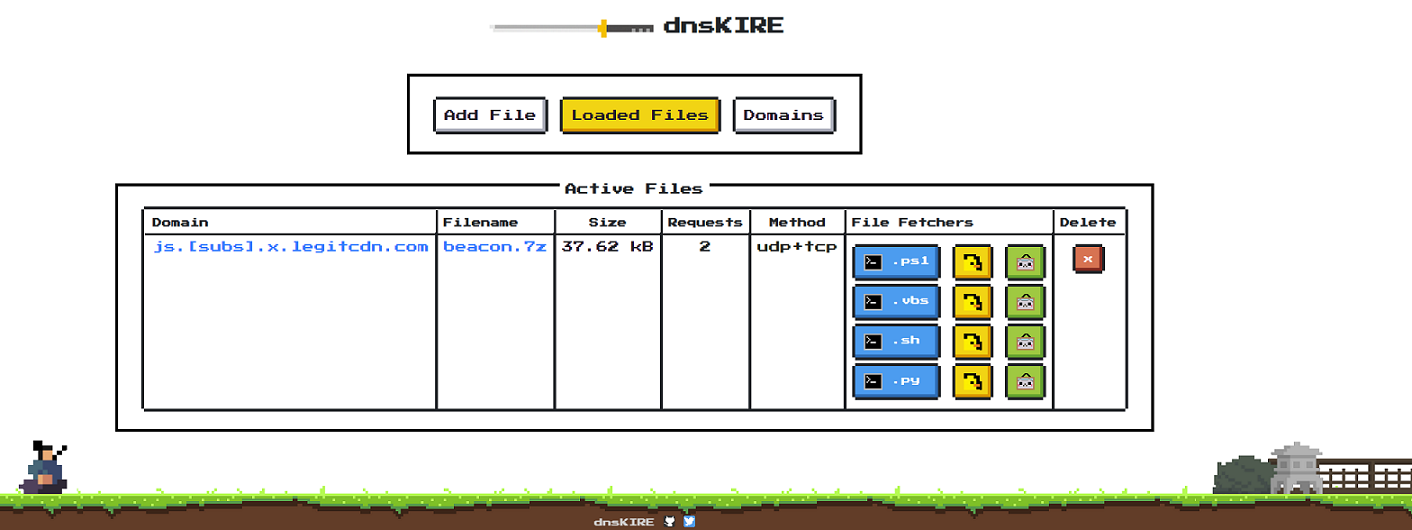 dnsKIRE
Add File Loaded Files Domains
Active Files
Domain Filename Size Requests Method File Fetchers Delete
js.[subs].x.legitcdn.com beacon.7z 37.62 kB 2 udp+tcp .ps1 x
.vbs
.sh
.py
dnsKIRE